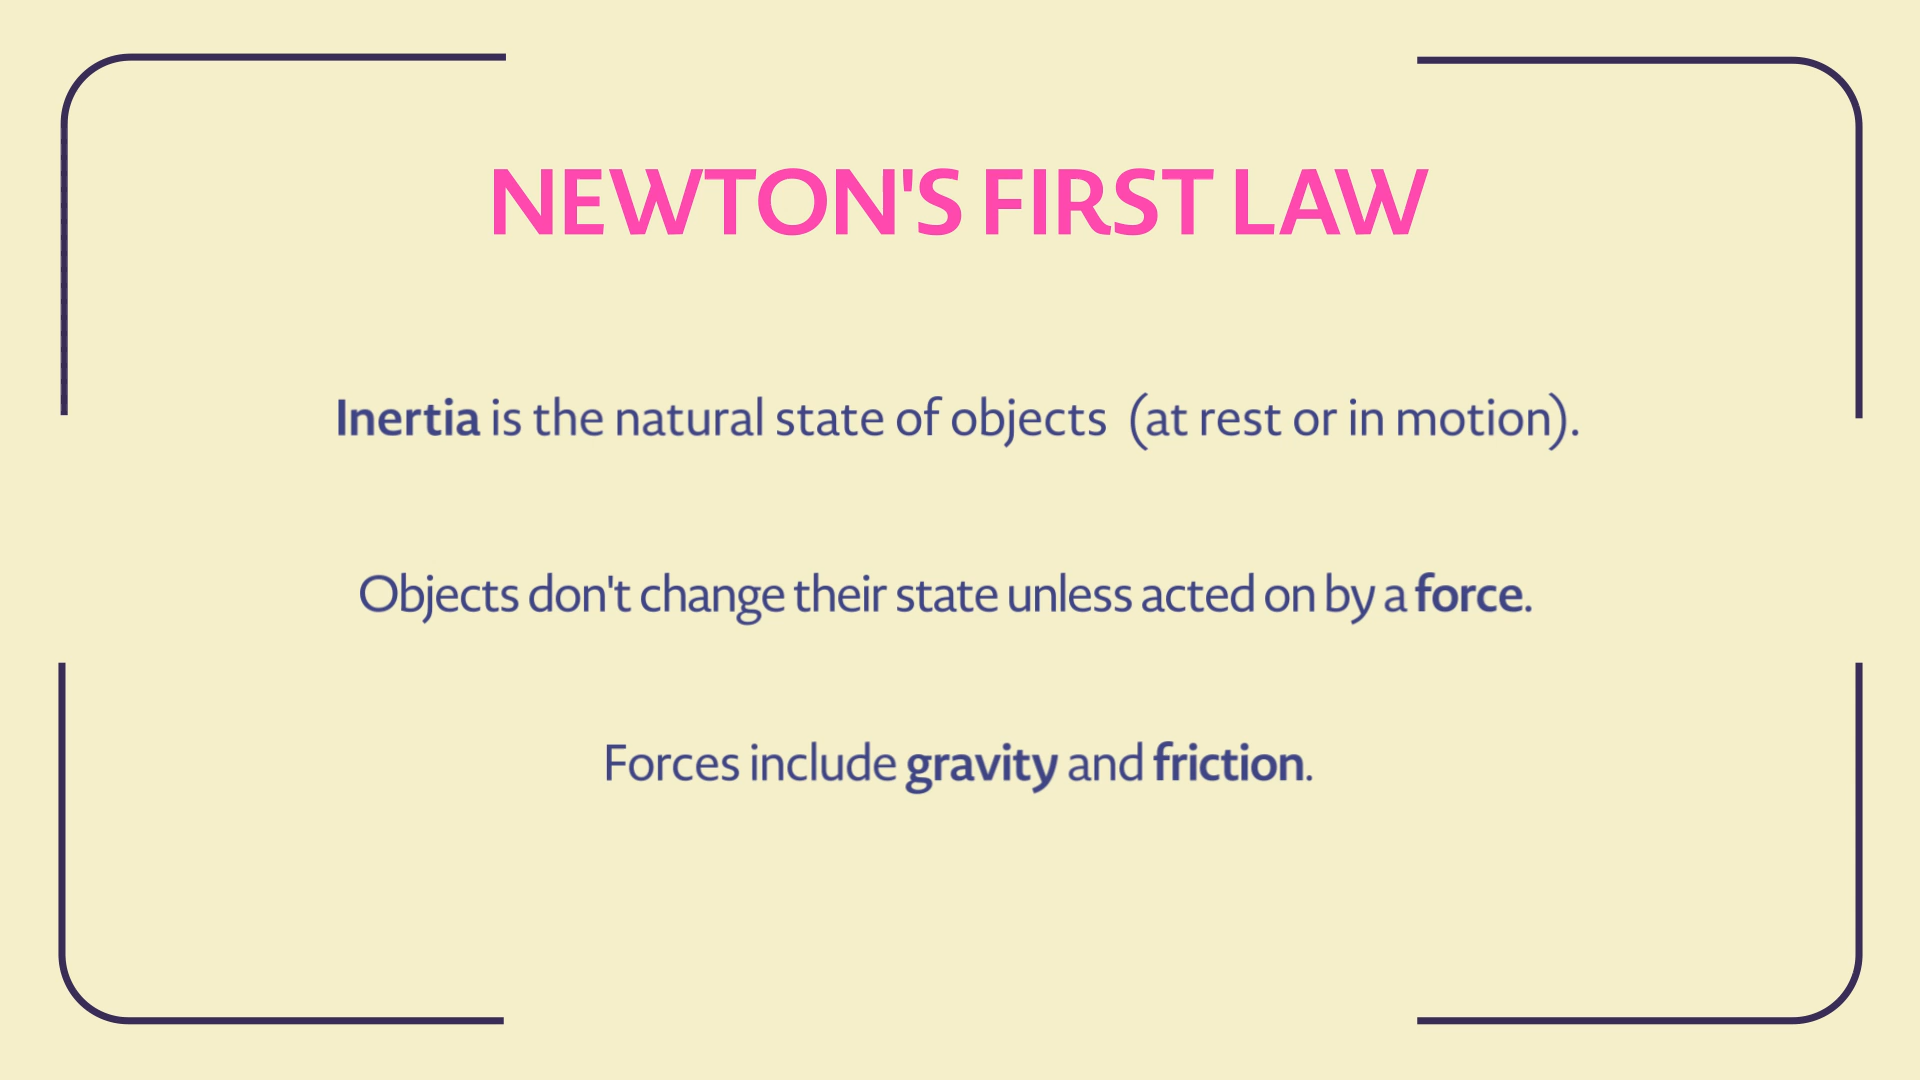 NEWTON'S FIRST LAW
Inertia is the natural state of objects (at rest or in motion).
Objects don't change their state unless acted on by a force.
Forces include gravity and friction.